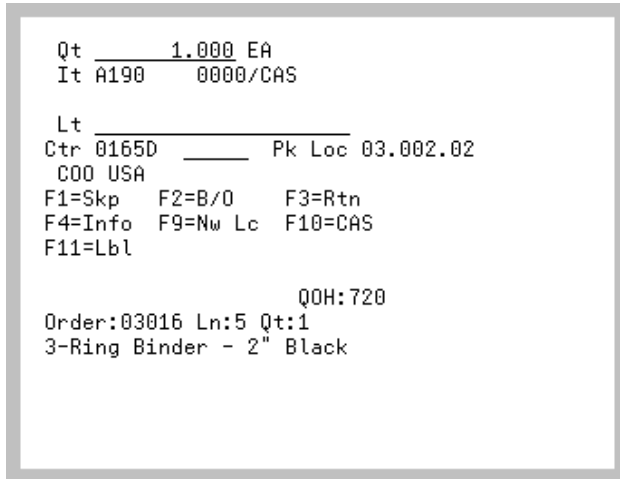 Qt 1.000 EA
It A190 0000/CAS
Lt
Ctr 0165D Pk Loc 03.002.02
COO USA
F1=Skp F2=B/O F3=Rtn
F4=Info F9=Nw Lc F10=CAS
F11=Lbl
QOH:720
Order:03016 Ln:5 Qt:1
3-Ring Binder - 2" Black